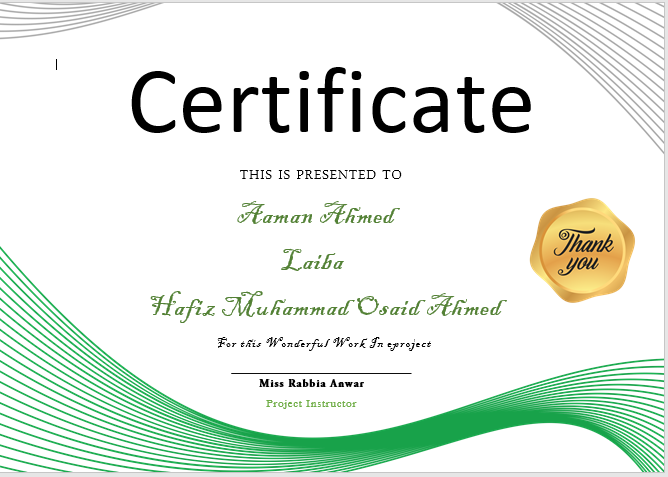 Certificate
THIS IS PRESENTED TO
Aaman Ahmed
Laiba
Hafiz Muhammad Osaid Ahmed
Thank
you
For this Wonderful Work In eproject
Miss Rabbia Anwar
Project Instructor